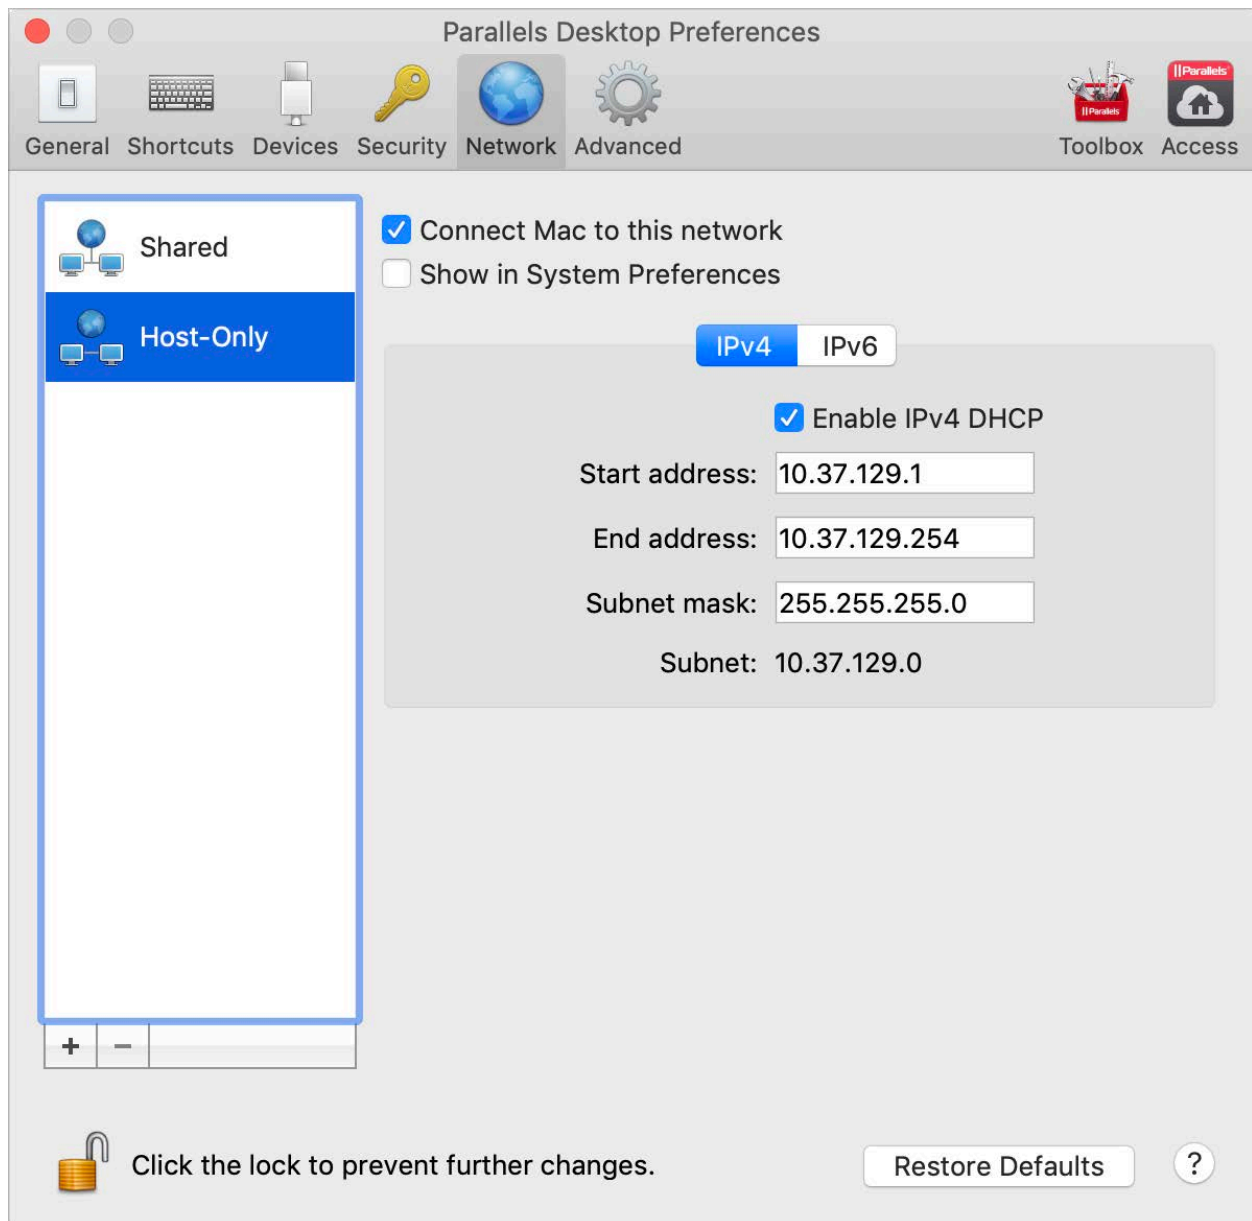 Parallels Desktop Preferences
||Parallels®
||Parallels
General Shortcuts Devices Security Network Advanced Toolbox Access
Shared
Host-Only
Connect Mac to this network
Show in System Preferences
IPv4 IPv6
Enable IPv4 DHCP
Start address: 10.37.129.1
End address: 10.37.129.254
Subnet mask: 255.255.255.0
Subnet: 10.37.129.0
+ −
Click the lock to prevent further changes. Restore Defaults ?